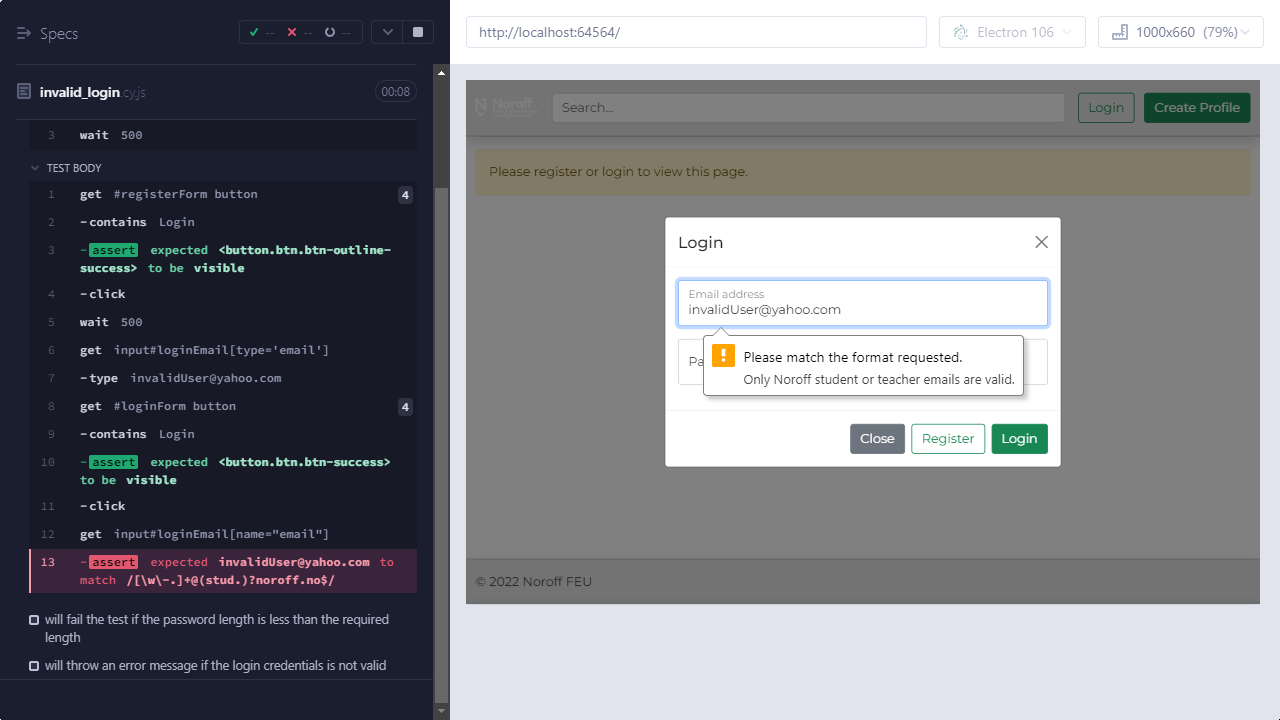 Specs
-- -- --
invalid_login.cy.js
00:08
3 wait 500
TEST BODY
1 get #registerForm button 4
2 -contains Login
3 -assert expected <button.btn.btn-outline-
success> to be visible
4 -click
5 wait 500
6 get input#loginEmail[type='email']
7 -type invalidUser@yahoo.com
8 get #loginForm button 4
9 -contains Login
10 -assert expected <button.btn.btn-success>
to be visible
11 -click
12 get input#loginEmail[name="email"]
13 -assert expected invalidUser@yahoo.com to
match /[\w\-.]+@(stud.)?noroff.no$/
will fail the test if the password length is less than the required
length
will throw an error message if the login credentials is not valid
http://localhost:64564/
Electron 106
1000x660 (79%)
Noroff
Search...
Login
Create Profile
Please register or login to view this page.
Login
Email address
invalidUser@yahoo.com
Please match the format requested.
Only Noroff student or teacher emails are valid.
Close
Register
Login
© 2022 Noroff FEU